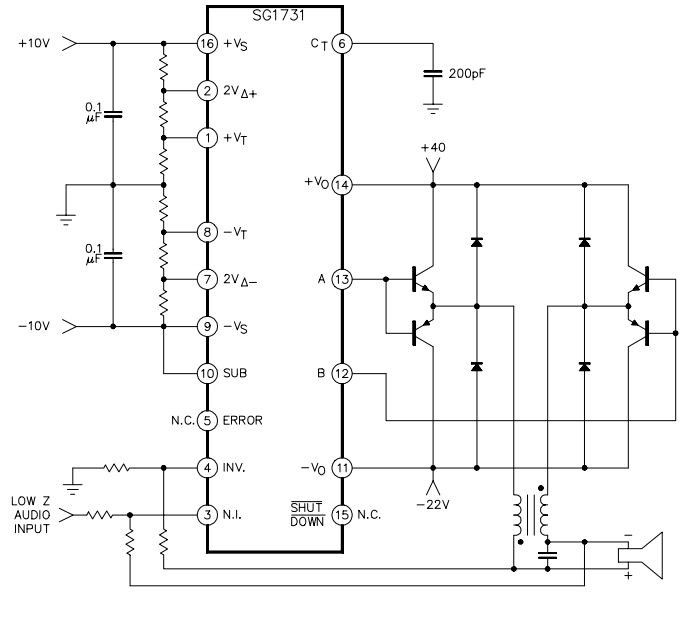 SG1731
+10V
16
+VS
CT
6
200pF
2
2VΔ+
0.1
μF
1
+VT
+40
+VO
14
8
−VT
0.1
μF
7
2VΔ−
A
13
−10V
9
−VS
10
SUB
B
12
N.C.
5
ERROR
4
INV.
−VO
11
−22V
LOW Z
AUDIO
INPUT
3
N.I.
SHUT
DOWN
15
N.C.
−
+